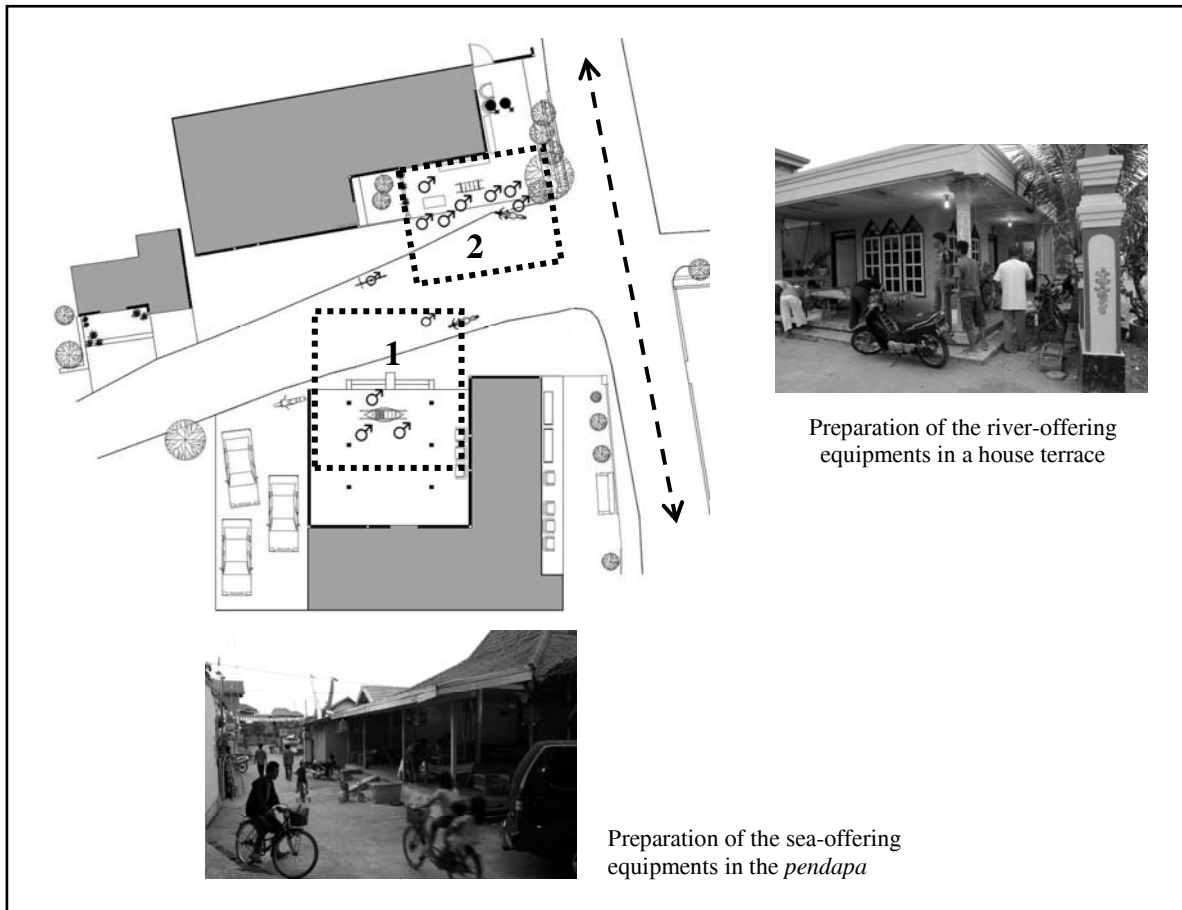 2
1
Preparation of the river-offering
equipments in a house terrace
Preparation of the sea-offering
equipments in the pendapa